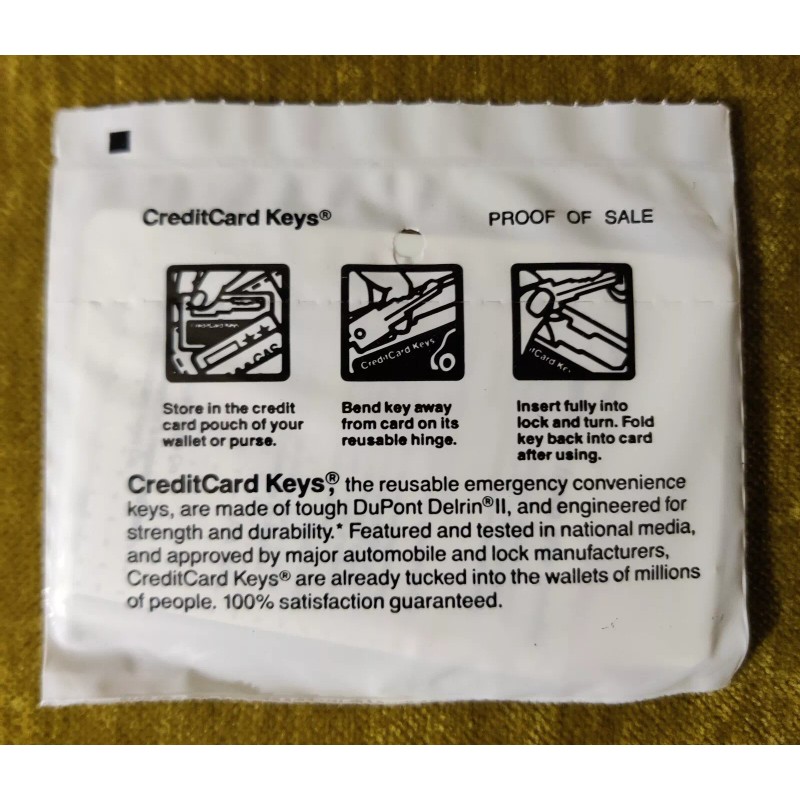 CreditCard Keys®
PROOF OF SALE
CreditCard Keys
GAS
CreditCard Keys
Card Ke
Store in the credit
card pouch of your
wallet or purse.
Bend key away
from card on its
reusable hinge.
Insert fully into
lock and turn. Fold
key back into card
after using.
CreditCard Keys®, the reusable emergency convenience
keys, are made of tough DuPont Delrin®II, and engineered for
strength and durability.* Featured and tested in national media,
and approved by major automobile and lock manufacturers,
CreditCard Keys® are already tucked into the wallets of millions
of people. 100% satisfaction guaranteed.